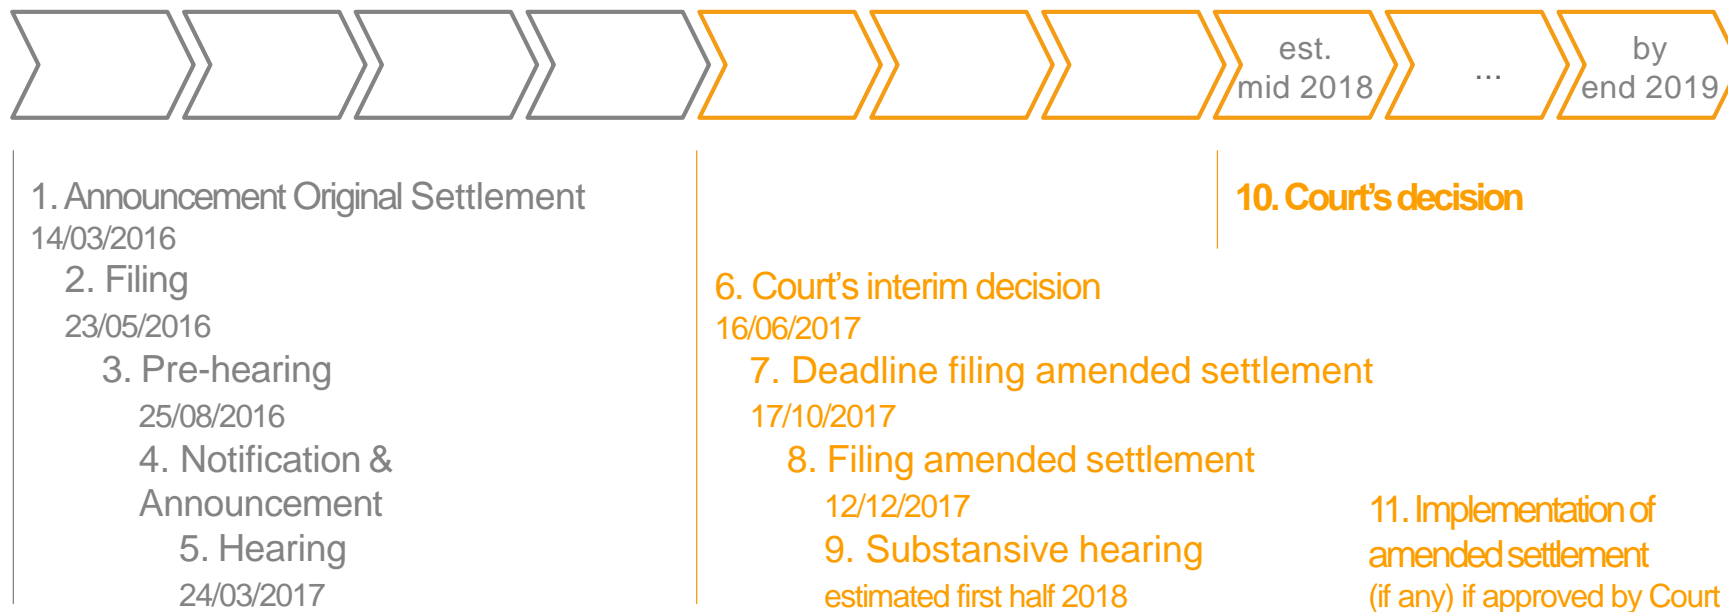 est.
mid 2018
...
by
end 2019
1. Announcement Original Settlement
14/03/2016
2. Filing
23/05/2016
3. Pre-hearing
25/08/2016
4. Notification &
Announcement
5. Hearing
24/03/2017
6. Court's interim decision
16/06/2017
7. Deadline filing amended settlement
17/10/2017
8. Filing amended settlement
12/12/2017
9. Substansive hearing
estimated first half 2018
10. Court's decision
11. Implementation of
amended settlement
(if any) if approved by Court